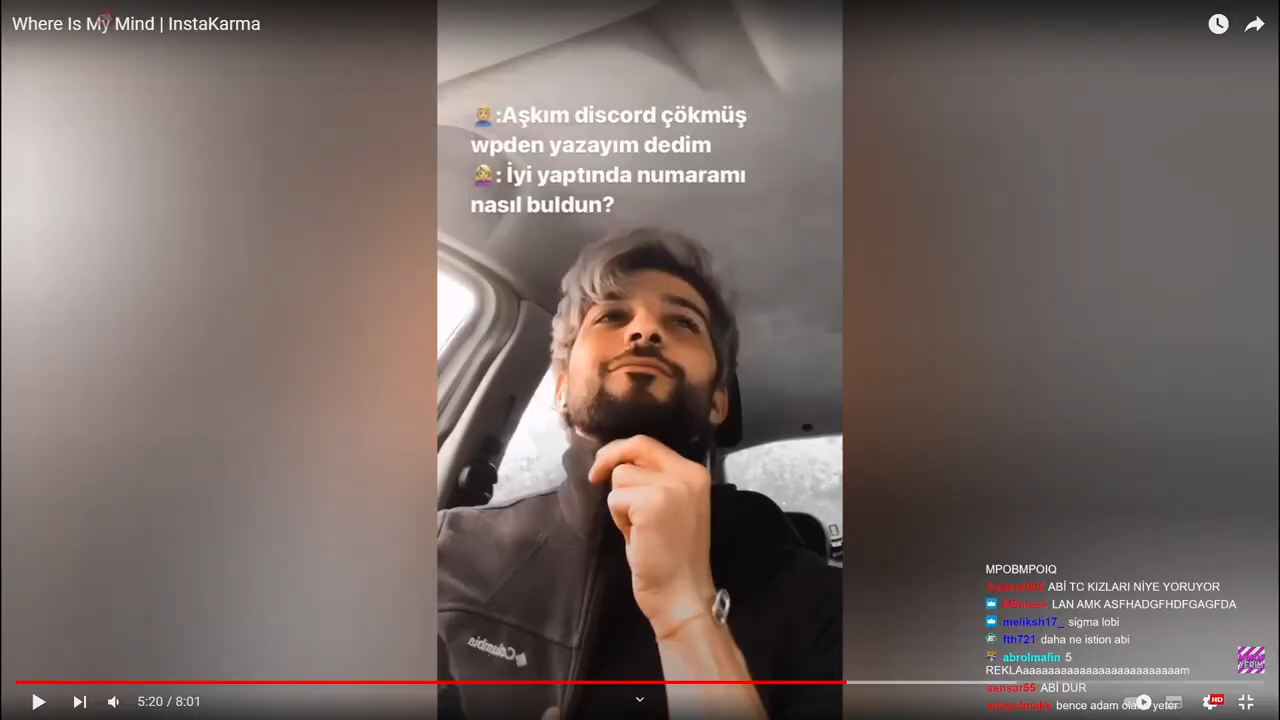 Where Is My Mind | InstaKarma
:Aşkım discord çökmüş
wpden yazayım dedim
: İyi yaptında numaramı
nasıl buldun?
Columbia
MPOBMPOIQ
ABİ TC KIZLARI NİYE YORUYOR
LAN AMK ASFHADGFHDFGAGFDA
meliksh17_ sigma lobi
fth721 daha ne istion abi
abrolmafin 5
REKLAaaaaaaaaaaaaaaaaaaaaaaaaam
sensar55 ABİ DUR
bence adam yeter
5:20 / 8:01
HD